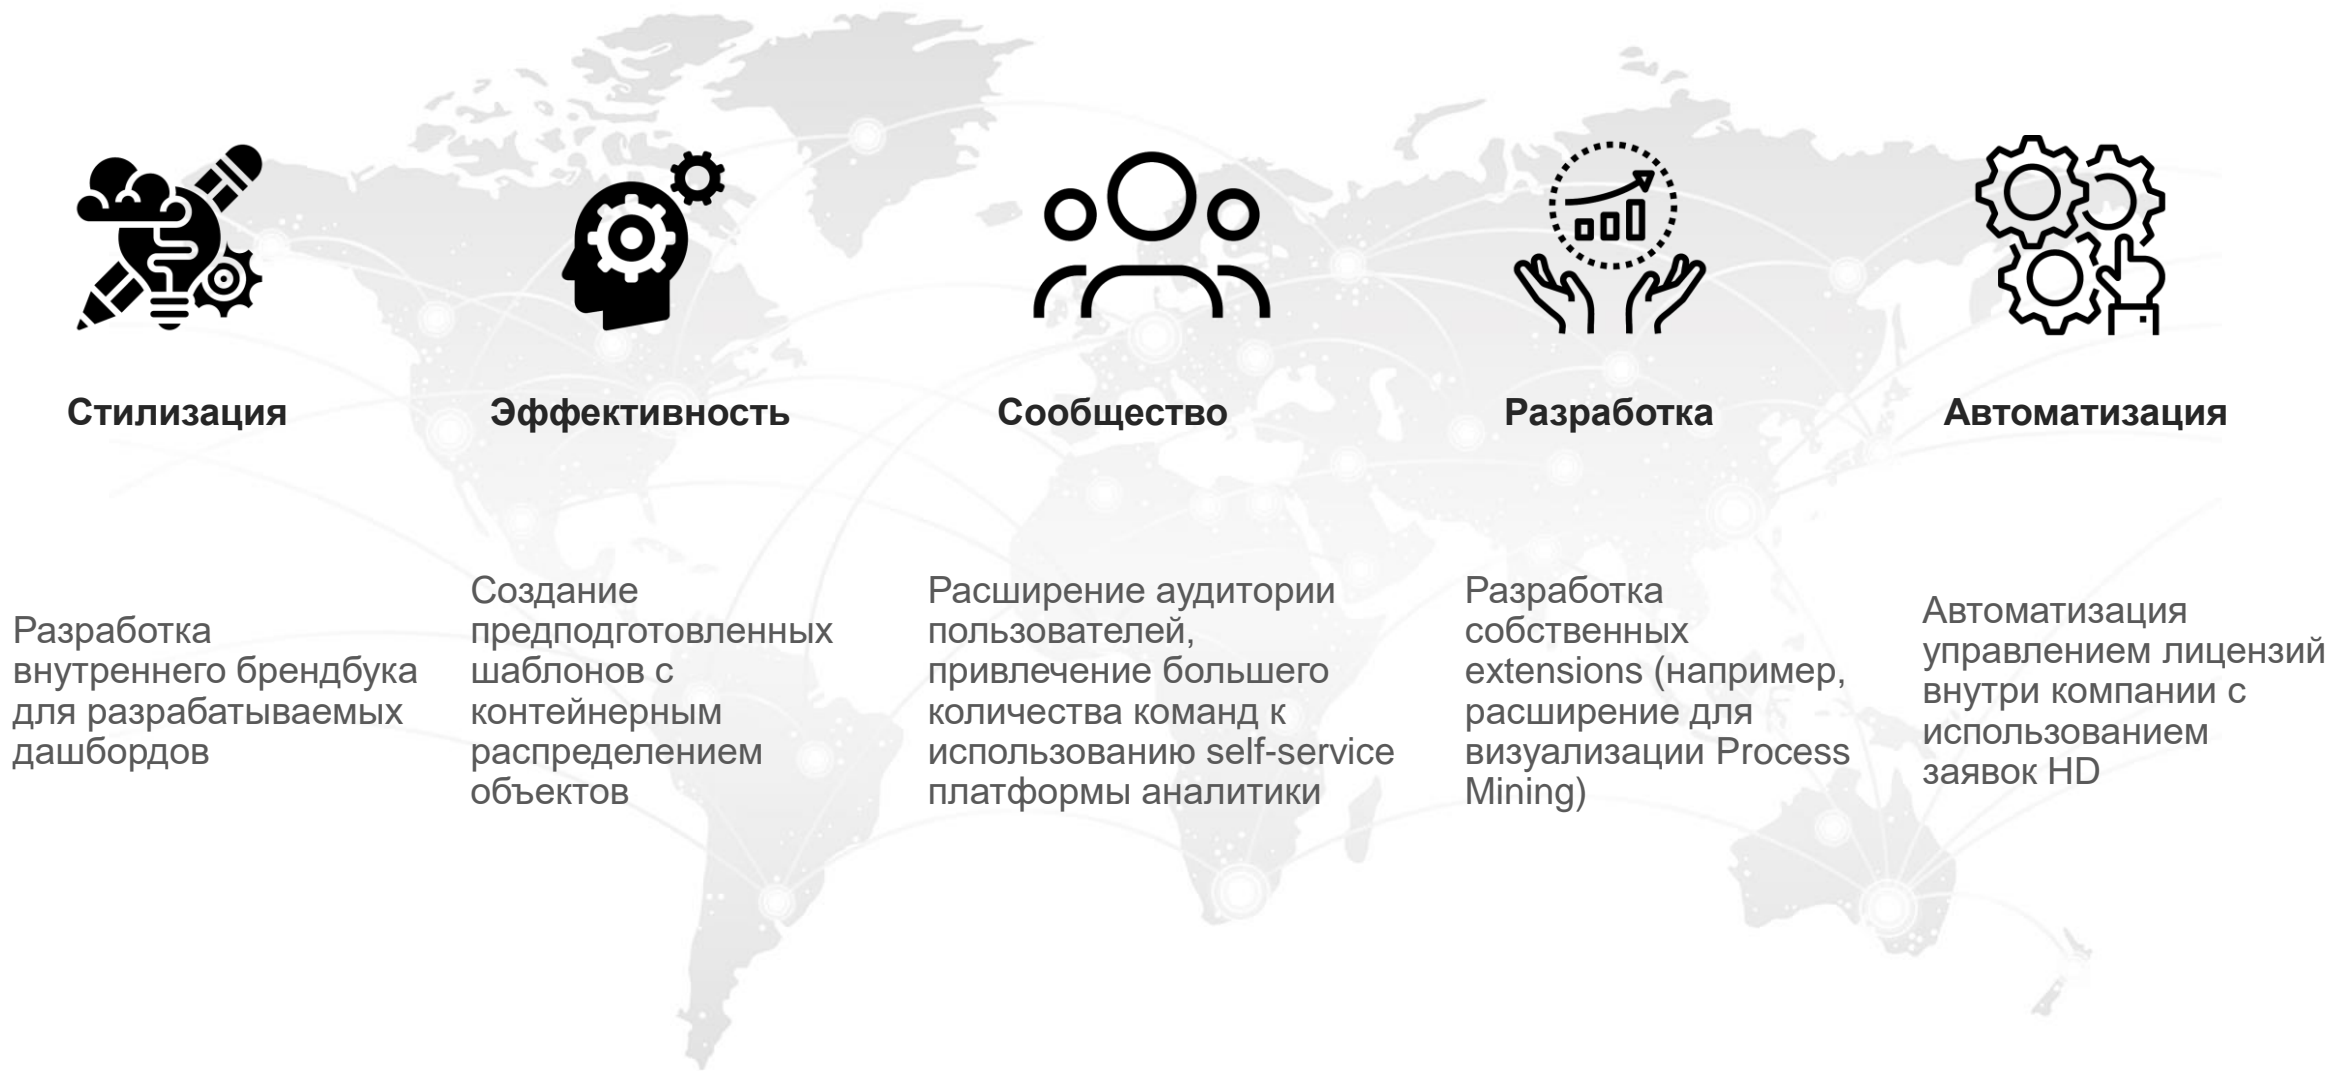 Стилизация
Эффективность
Сообщество
Разработка
Автоматизация
Разработка
внутреннего брендбука
для разрабатываемых
дашбордов
Создание
предподготовленных
шаблонов с
контейнерным
распределением
объектов
Расширение аудитории
пользователей,
привлечение большего
количества команд к
использованию self-service
платформы аналитики
Разработка
собственных
extensions (например,
расширение для
визуализации Process
Mining)
Автоматизация
управлением лицензий
внутри компании с
использованием
заявок HD